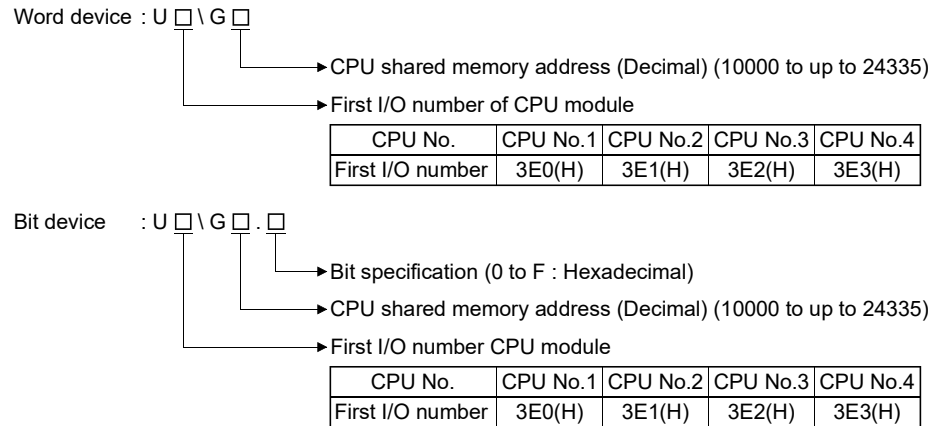 Word device : U □ \ G □
CPU shared memory address (Decimal) (10000 to up to 24335)
First I/O number of CPU module
CPU No. CPU No.1 CPU No.2 CPU No.3 CPU No.4
First I/O number 3E0(H) 3E1(H) 3E2(H) 3E3(H)
Bit device : U □ \ G □ . □
Bit specification (0 to F : Hexadecimal)
CPU shared memory address (Decimal) (10000 to up to 24335)
First I/O number CPU module
CPU No. CPU No.1 CPU No.2 CPU No.3 CPU No.4
First I/O number 3E0(H) 3E1(H) 3E2(H) 3E3(H)